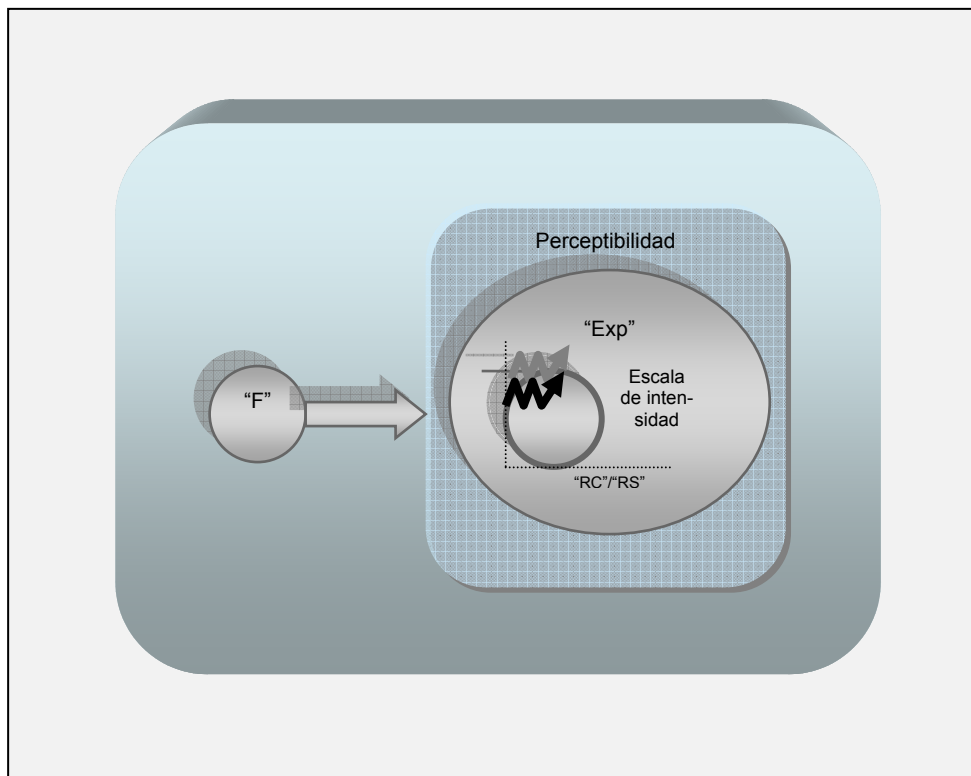 Perceptibilidad
“Exp”
“F”
Escala
de inten-
sidad
“RC”/“RS”